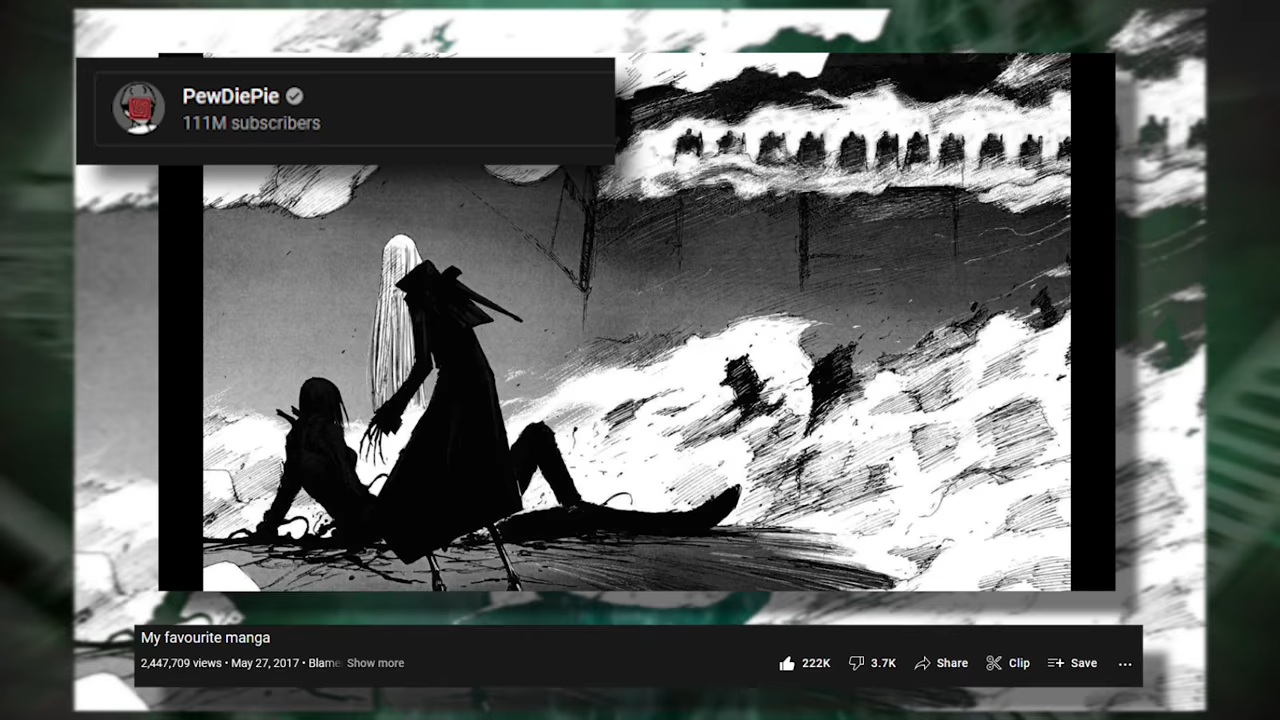 PewDiePie
111M subscribers
My favourite manga
2,447,709 views • May 27, 2017 • Blame Show more
222K 3.7K Share Clip Save ...